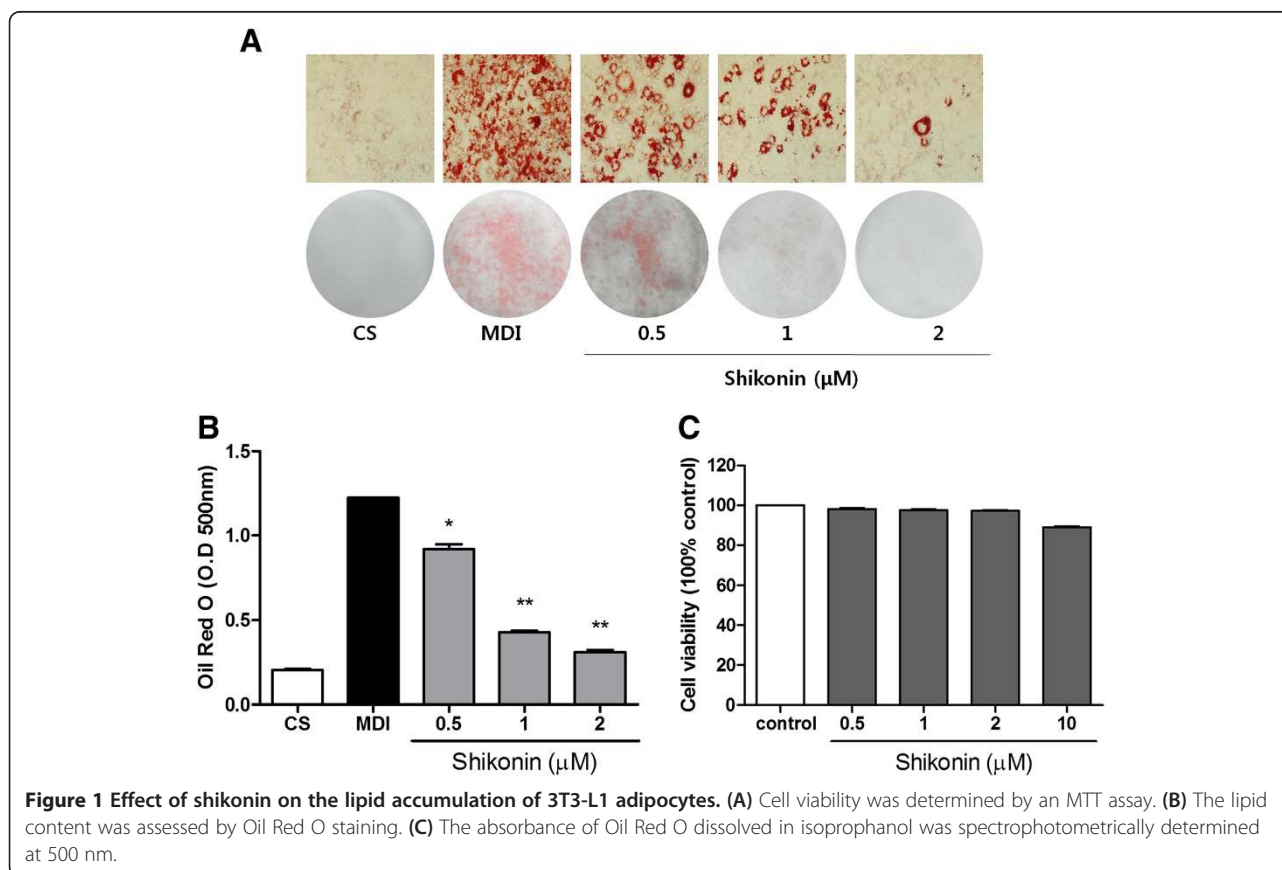 A
CS MDI 0.5 1 2
Shikonin (µM)
B
Oil Red O (O.D 500nm)
1.5
1.0
0.5
0.0
*
**
**
CS MDI 0.5 1 2
Shikonin (µM)
C
Cell viability (100% control)
120
100
80
60
40
20
0
control 0.5 1 2 10
Shikonin (µM)
Figure 1 Effect of shikonin on the lipid accumulation of 3T3-L1 adipocytes. (A) Cell viability was determined by an MTT assay. (B) The lipid
content was assessed by Oil Red O staining. (C) The absorbance of Oil Red O dissolved in isoprophanol was spectrophotometrically determined
at 500 nm.